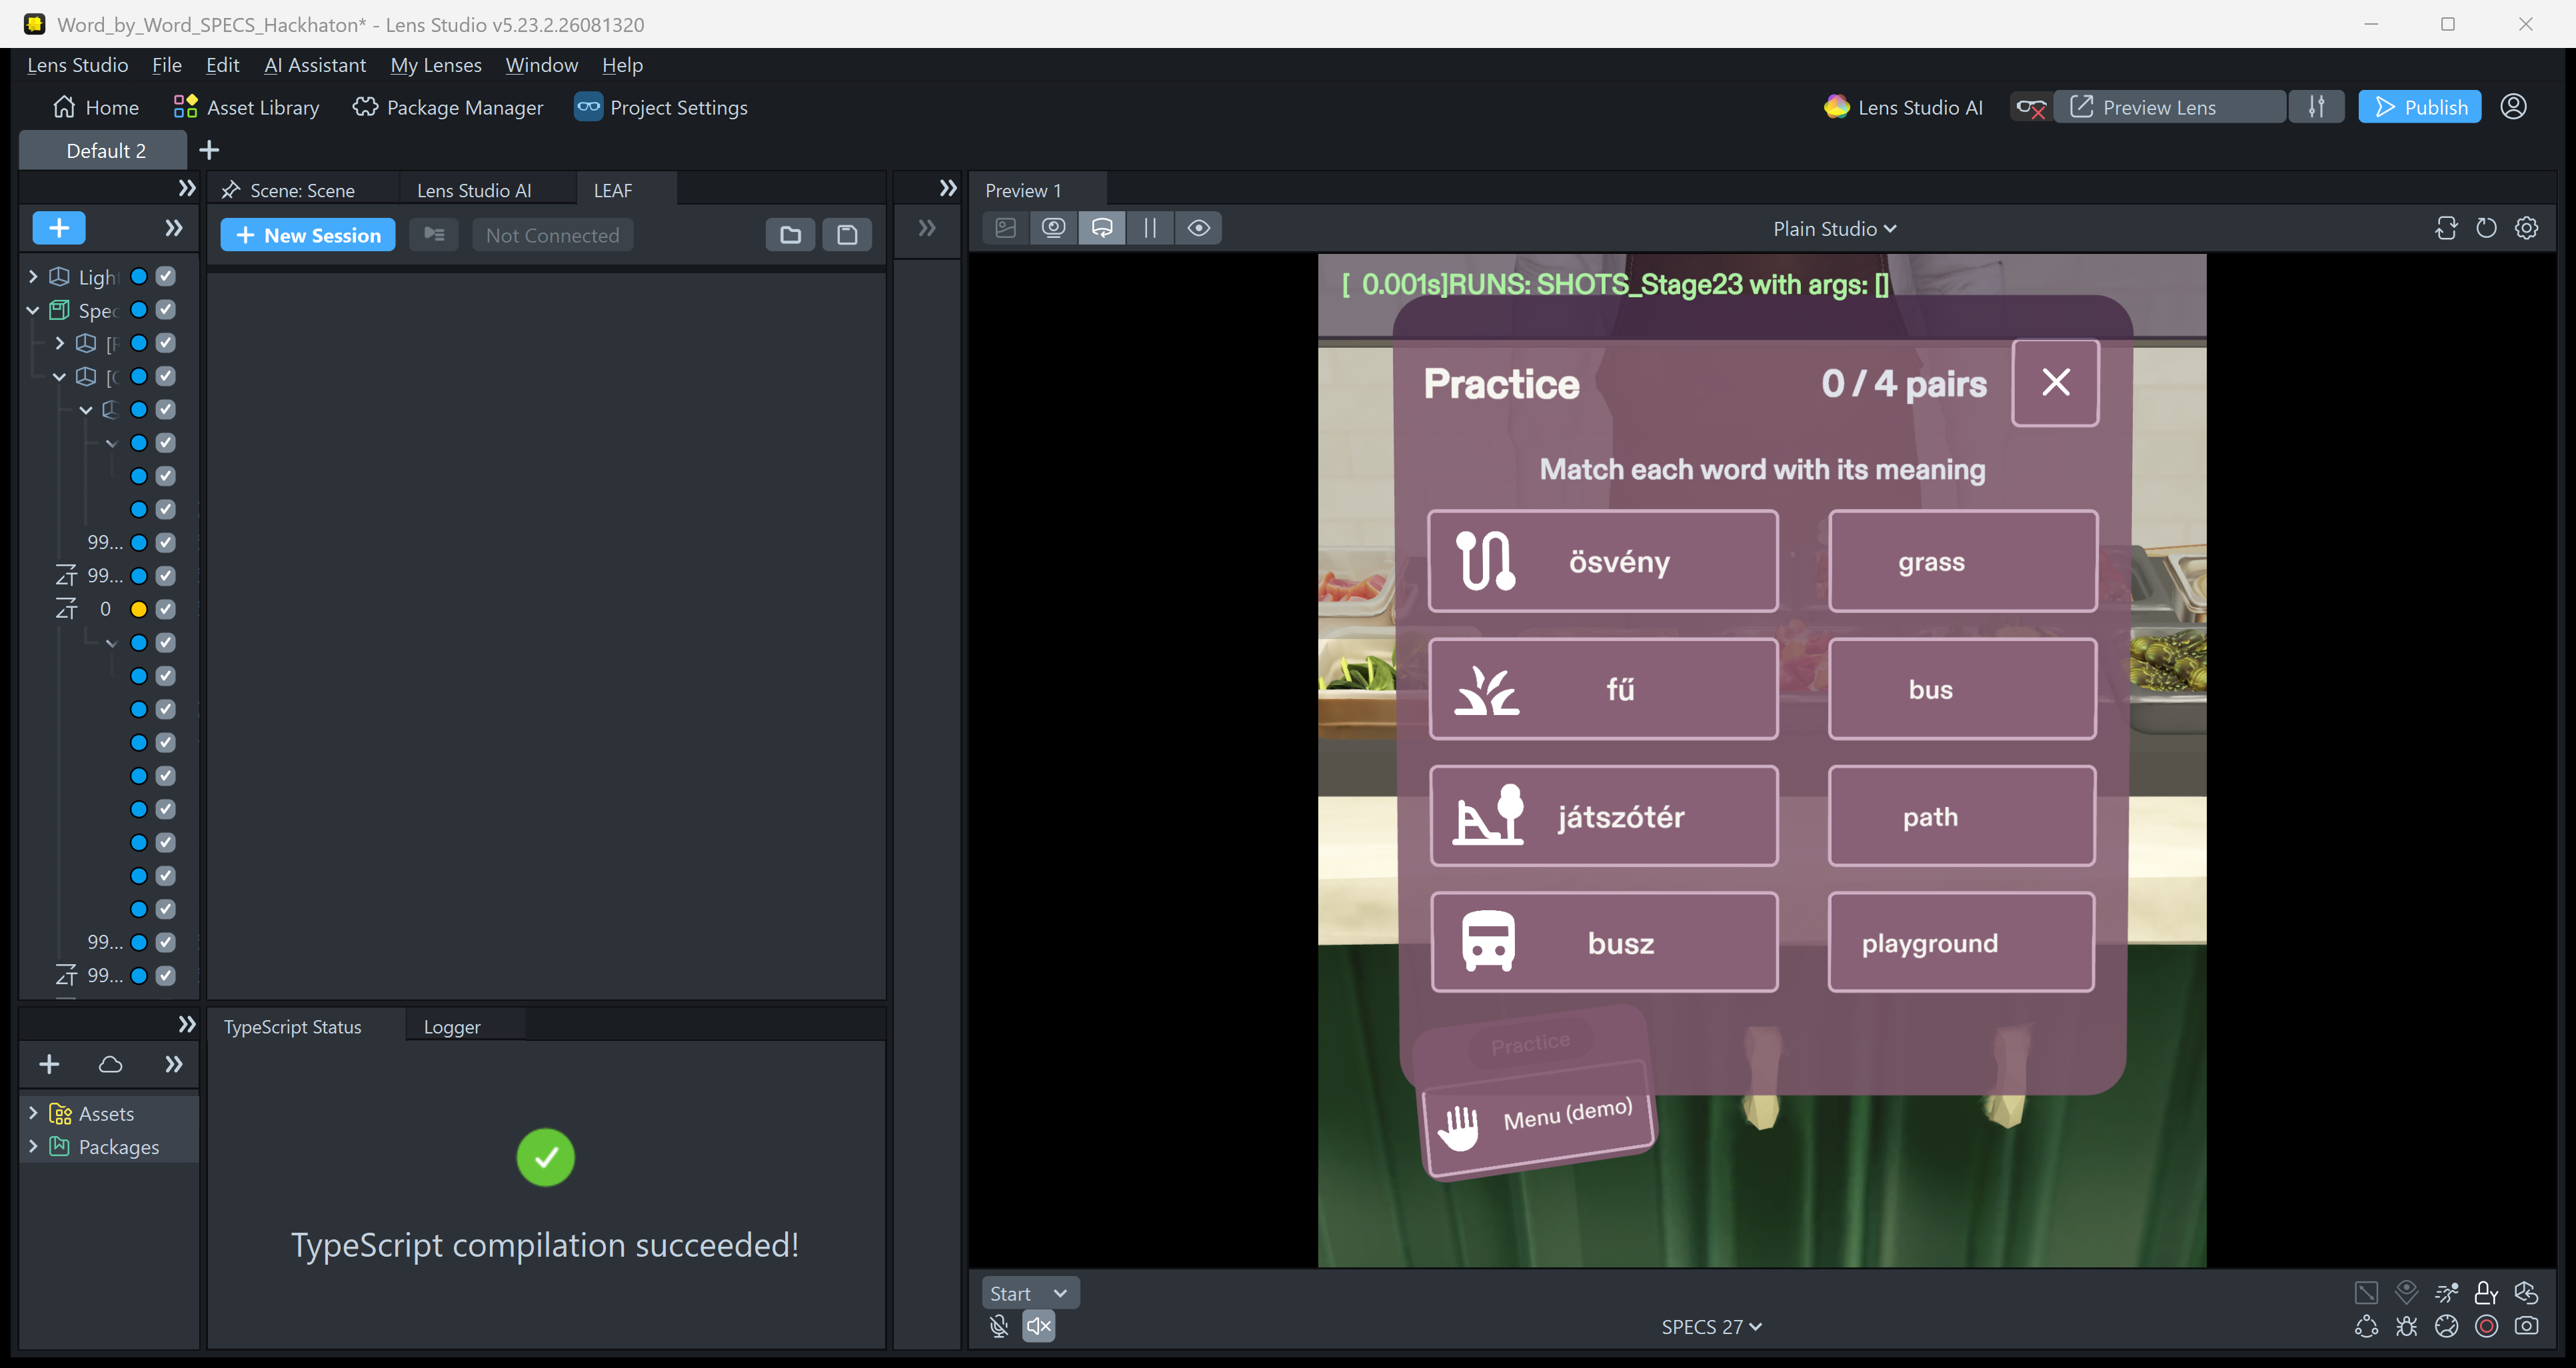 Word_by_Word_SPECS_Hackhaton* - Lens Studio v5.23.2.26081320
Lens Studio File Edit AI Assistant My Lenses Window Help
Home Asset Library Package Manager Project Settings
Lens Studio AI Preview Lens Publish
Default 2
Scene: Scene Lens Studio AI LEAF
Preview 1
New Session Not Connected
Plain Studio
Ligh
Spec
99...
99...
0
99...
99...
[ 0.001s]RUNS: SHOTS_Stage23 with args: []
Practice 0 / 4 pairs
Match each word with its meaning
ösvény grass
fű bus
játszótér path
busz playground
Practice
Menu (demo)
TypeScript Status Logger
Assets
Packages
TypeScript compilation succeeded!
Start
SPECS 27